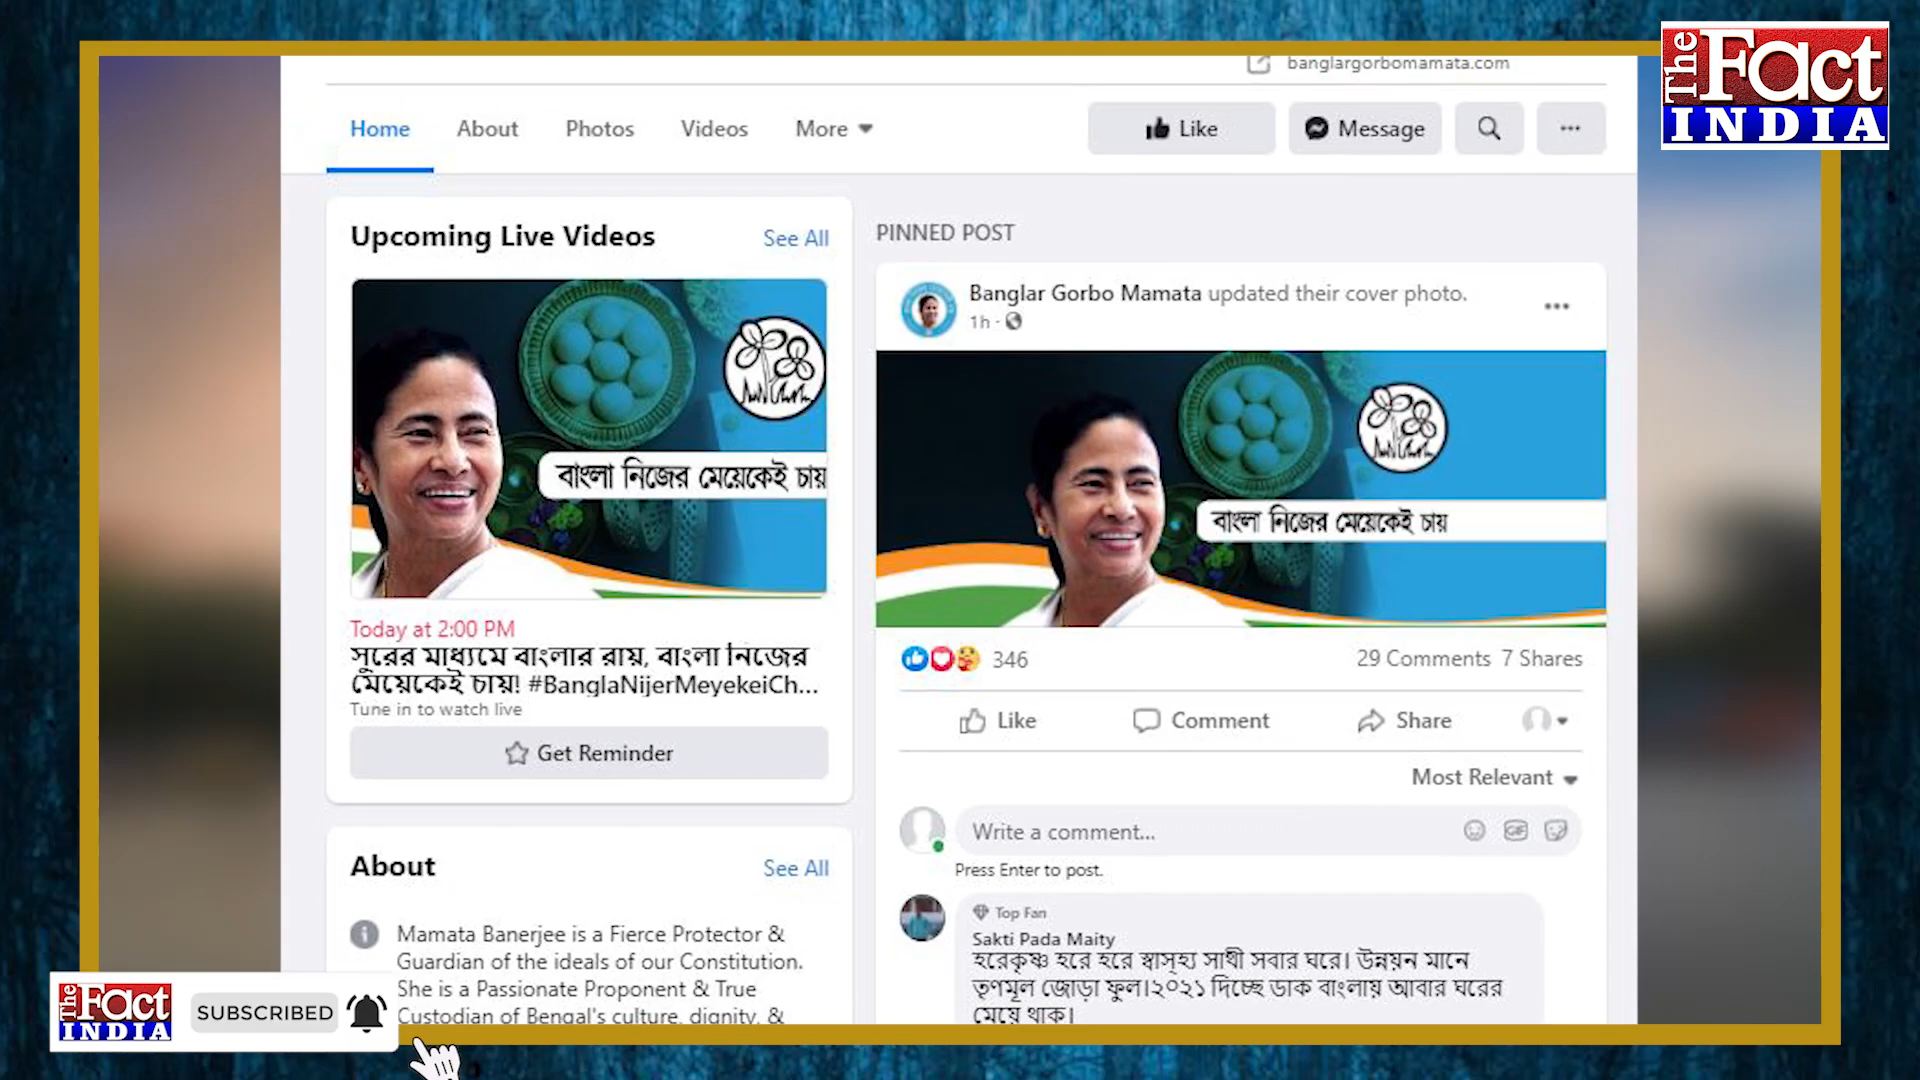 banglargorbomamata.com
The Fact
INDIA
Home About Photos Videos More
Like Message
Upcoming Live Videos See All
বাংলা নিজের মেয়েকেই চায়
Today at 2:00 PM
সুরের মাধ্যমে বাংলার রায়, বাংলা নিজের
মেয়েকেই চায়! #BanglaNijerMeyekeiCh...
Tune in to watch live
Get Reminder
About See All
Mamata Banerjee is a Fierce Protector &
Guardian of the ideals of our Constitution.
She is a Passionate Proponent & True
Custodian of Bengal's culture, dignity, &
PINNED POST
Banglar Gorbo Mamata updated their cover photo.
1h ·
বাংলা নিজের মেয়েকেই চায়
346 29 Comments 7 Shares
Like Comment Share
Most Relevant
Write a comment...
GIF
Press Enter to post.
Top Fan
Sakti Pada Maity
হরেকৃষ্ণ হরে হরে স্বাস্হ্য সাথী সবার ঘরে। উন্নয়ন মানে
তৃণমূল জোড়া ফুল।২০২১ দিচ্ছে ডাক বাংলায় আবার ঘরের
মেয়ে থাক।
The Fact
INDIA
SUBSCRIBED